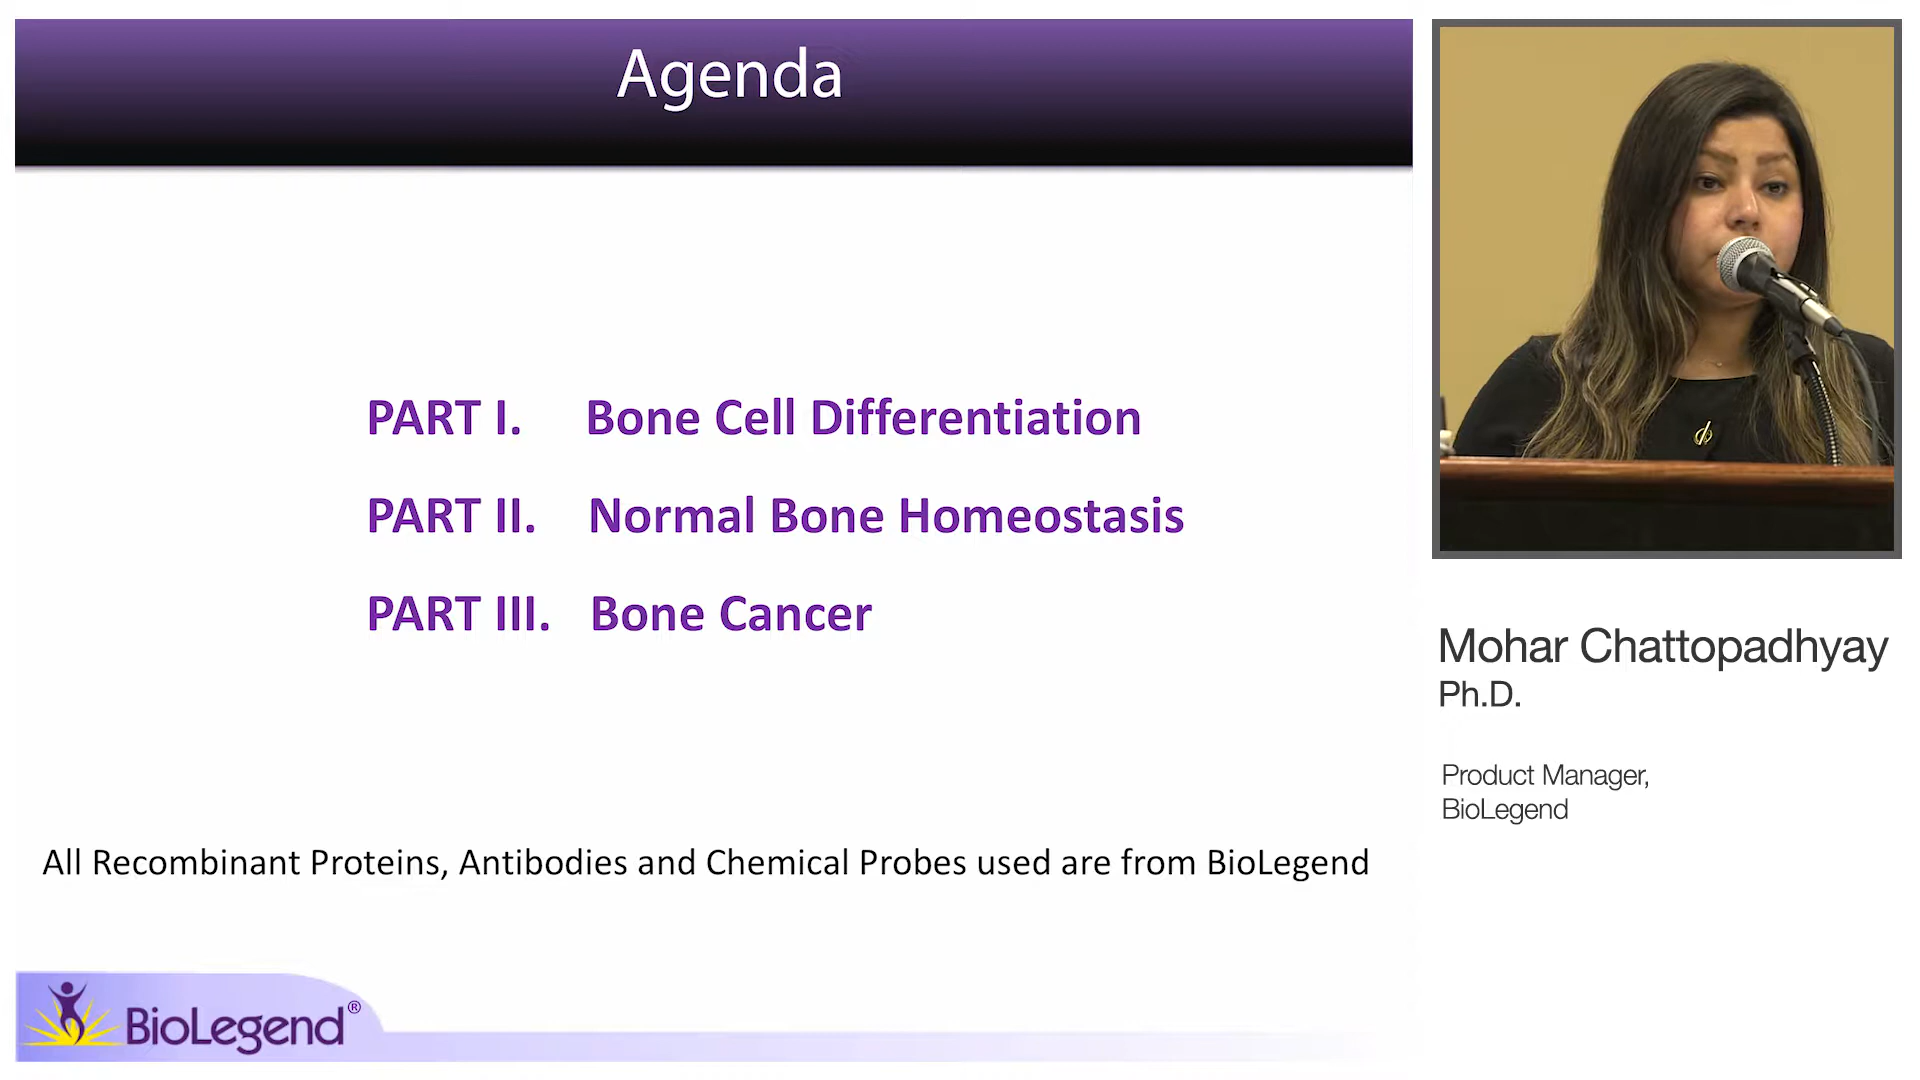 Agenda
PART I. Bone Cell Differentiation
PART II. Normal Bone Homeostasis
PART III. Bone Cancer
All Recombinant Proteins, Antibodies and Chemical Probes used are from BioLegend
BioLegend®
Mohar Chattopadhyay
Ph.D.
Product Manager,
BioLegend